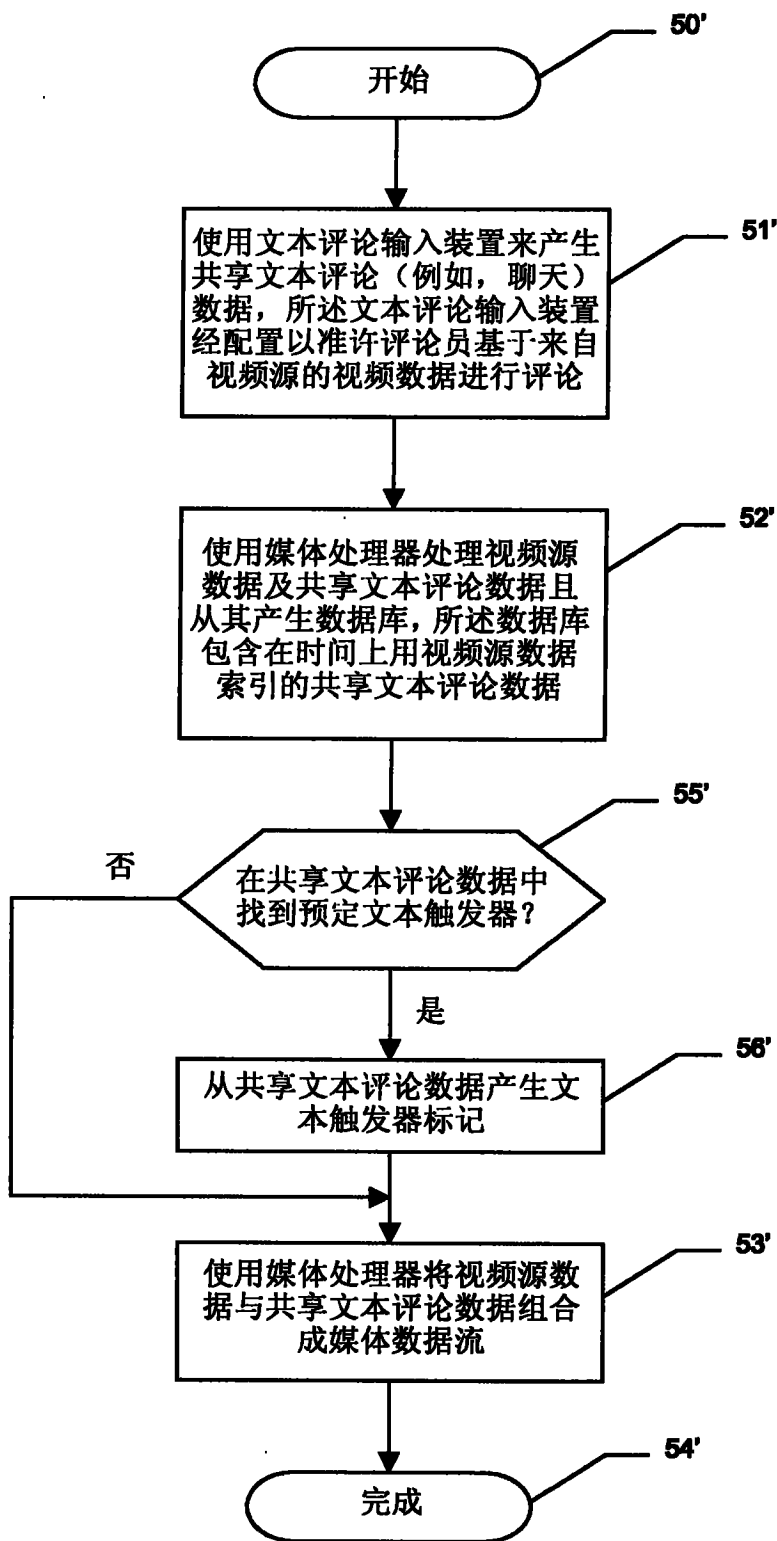 50'
开始
51'
使用文本评论输入装置来产生
共享文本评论（例如，聊天）
数据，所述文本评论输入装置
经配置以准许评论员基于来自
视频源的视频数据进行评论
52'
使用媒体处理器处理视频源
数据及共享文本评论数据且
从其产生数据库，所述数据库
包含在时间上用视频源数据
索引的共享文本评论数据
55'
否
在共享文本评论数据中
找到预定文本触发器？
是
56'
从共享文本评论数据产生文
本触发器标记
53'
使用媒体处理器将视频源数
据与共享文本评论数据组合
成媒体数据流
54'
完成